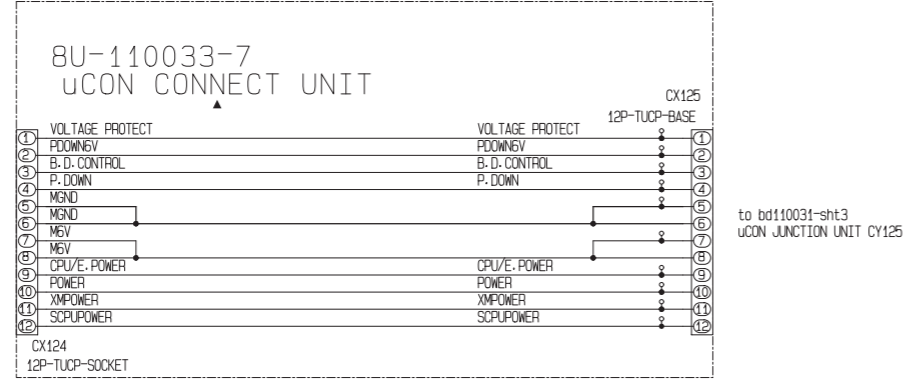 8U-110033-7
uCON CONNECT UNIT
CX125
12P-TUCP-BASE
1 VOLTAGE PROTECT VOLTAGE PROTECT 1
2 PDOWN6V PDOWN6V 2
3 B.D.CONTROL B.D.CONTROL 3
4 P.DOWN P.DOWN 4
5 MGND 5
6 MGND 6
7 M6V 7
8 M6V 8
9 CPU/E.POWER CPU/E.POWER 9
10 POWER POWER 10
11 XMPOWER XMPOWER 11
12 SCPUPOWER SCPUPOWER 12
to bd110031-sht3
uCON JUNCTION UNIT CY125
CX124
12P-TUCP-SOCKET